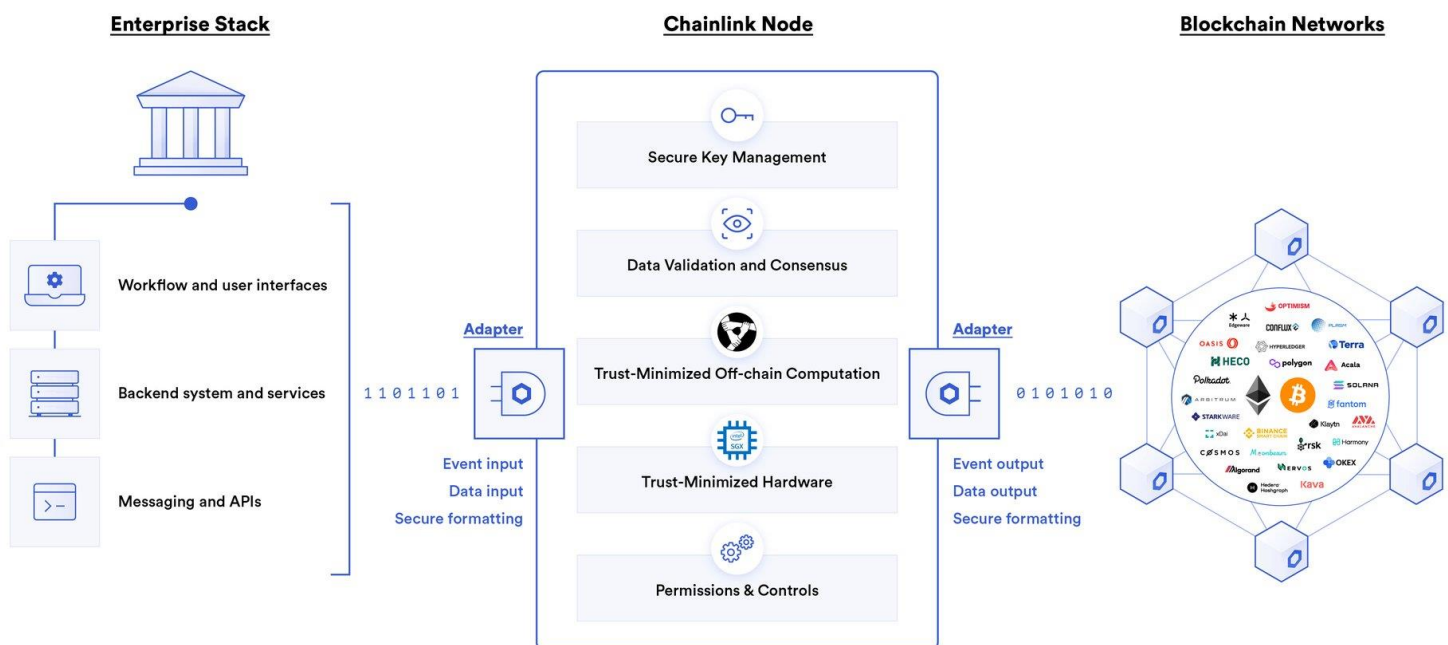 Enterprise Stack
Chainlink Node
Blockchain Networks
Workflow and user interfaces
Backend system and services
Messaging and APIs
1101101
Adapter
Event input
Data input
Secure formatting
Secure Key Management
Data Validation and Consensus
Trust-Minimized Off-chain Computation
intel
SGX
Trust-Minimized Hardware
Permissions & Controls
Adapter
0101010
Event output
Data output
Secure formatting
OPTIMISM
Edgeware
CONFLUX
PLASM
OASIS
HYPERLEDGER
Terra
HECO
polygon
Acala
Polkadot
SOLANA
ARBITRUM
fantom
STARKWARE
Klaytn
AVALANCHE
xDai
BINANCE
SMART CHAIN
rsk
Harmony
COSMOS
Moonbeam
Algorand
NERVOS
OKEX
Hedera
Hashgraph
Kava